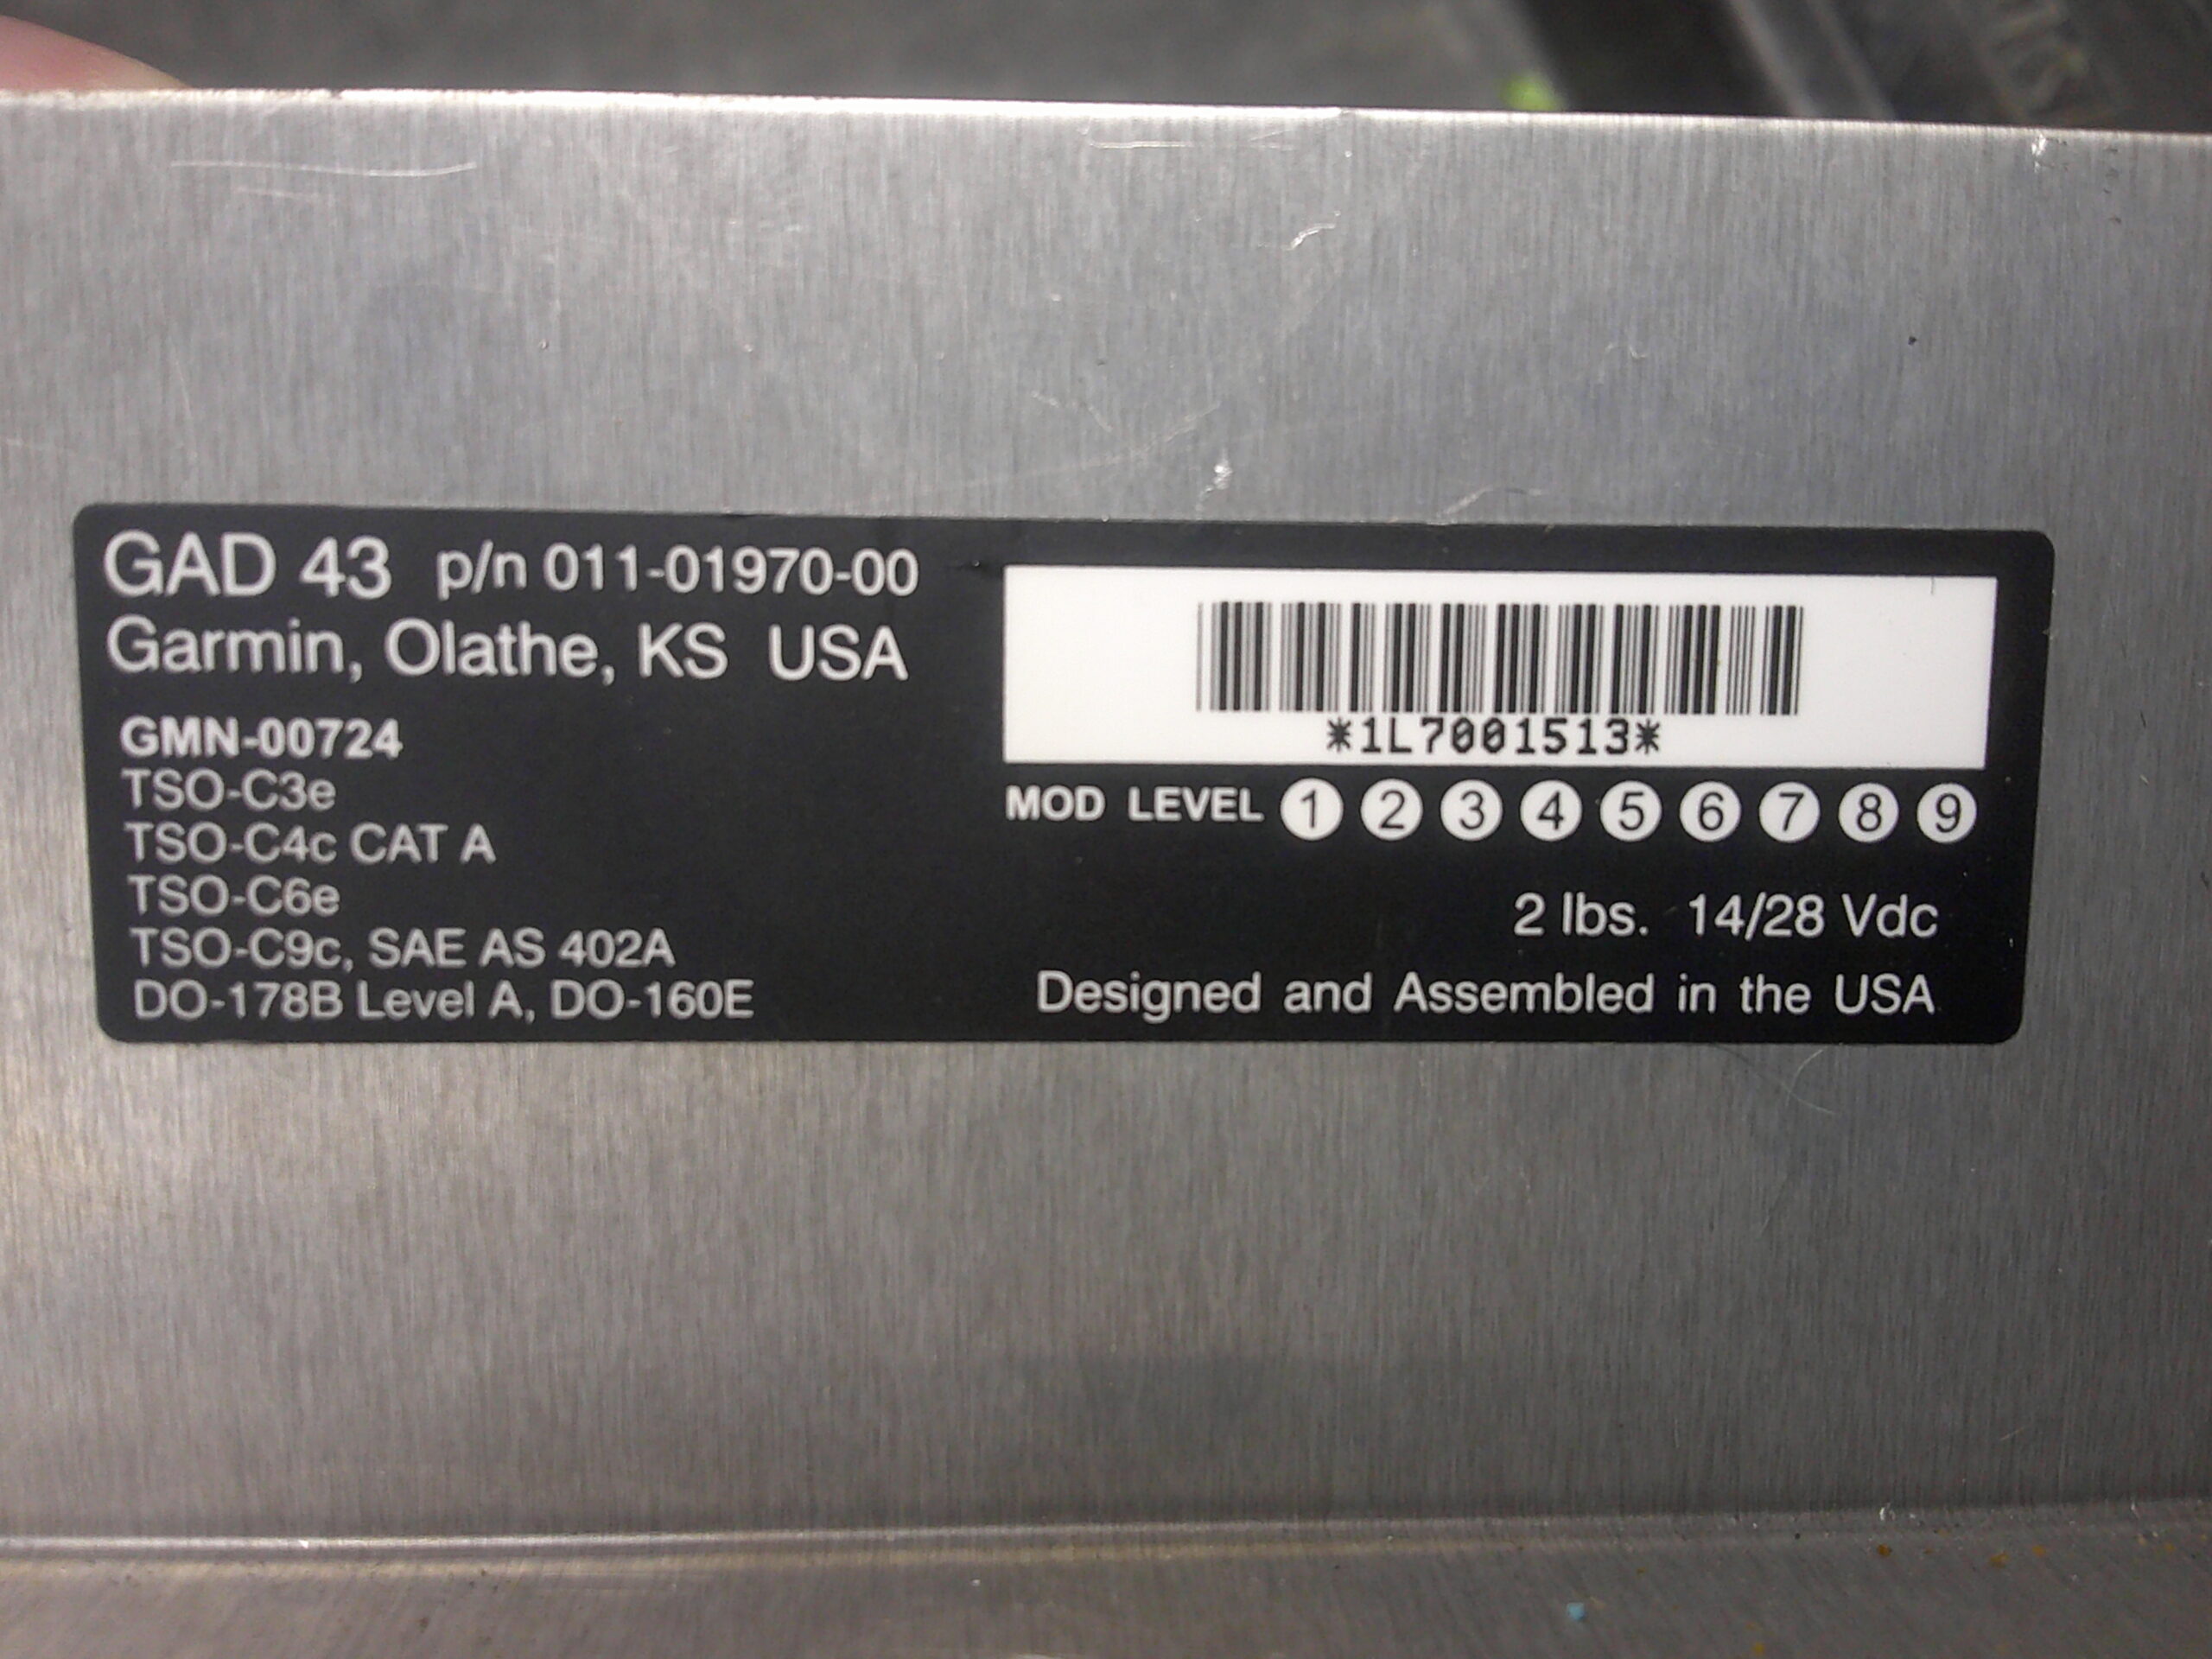 GAD 43 p/n 011-01970-00
Garmin, Olathe, KS USA
GMN-00724
TSO-C3e
TSO-C4c CAT A
TSO-C6e
TSO-C9c, SAE AS 402A
DO-178B Level A, DO-160E
*1L7001513*
MOD LEVEL 1 2 3 4 5 6 7 8 9
2 lbs. 14/28 Vdc
Designed and Assembled in the USA